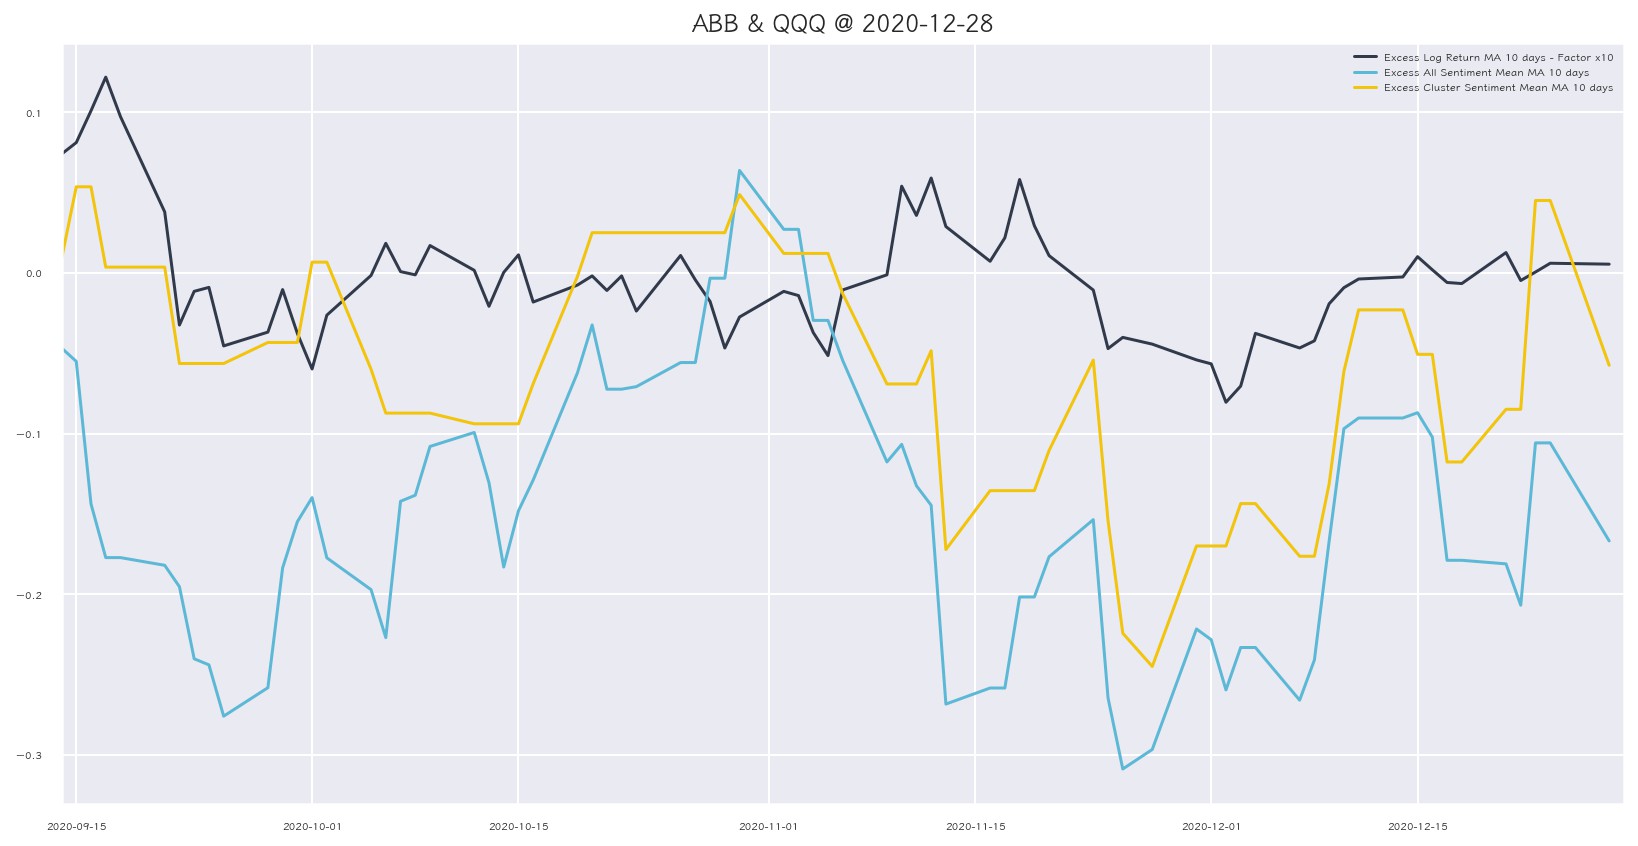 ABB & QQQ @ 2020-12-28
Excess Log Return MA 10 days - Factor x10
Excess All Sentiment Mean MA 10 days
Excess Cluster Sentiment Mean MA 10 days
0.1
0.0
−0.1
−0.2
−0.3
2020-09-15 2020-10-01 2020-10-15 2020-11-01 2020-11-15 2020-12-01 2020-12-15